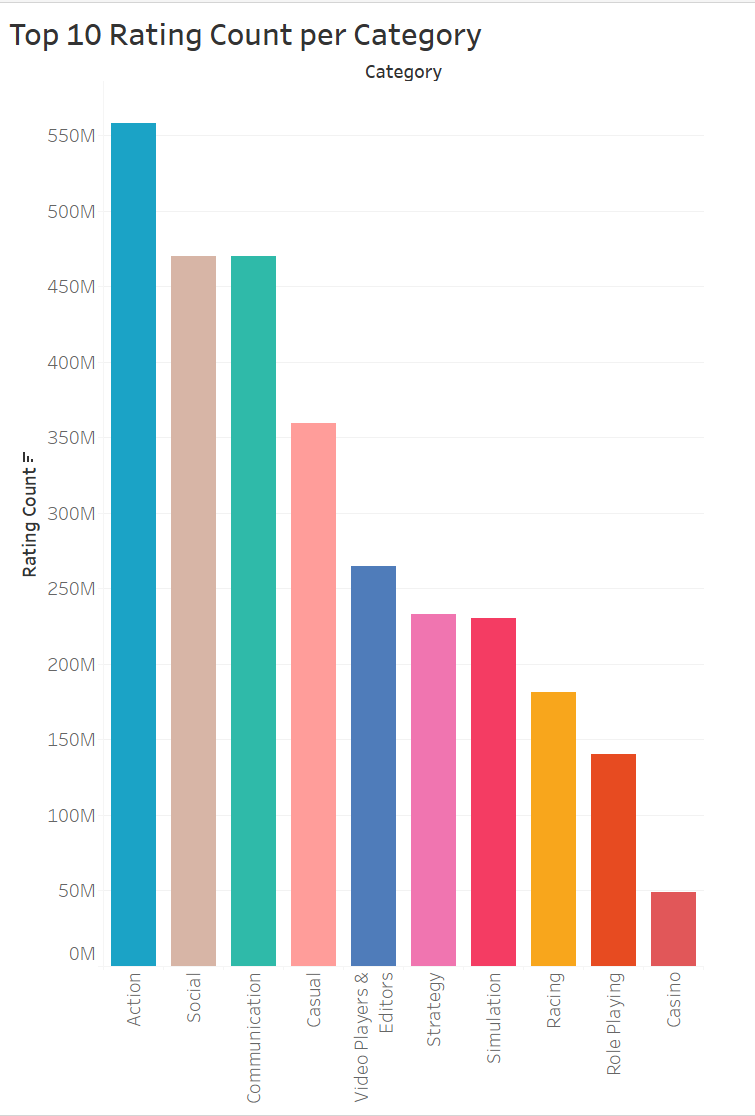 Top 10 Rating Count per Category
Category
550M
500M
450M
400M
350M
300M
250M
200M
150M
100M
50M
0M
Rating Count
Action
Social
Communication
Casual
Video Players &
Editors
Strategy
Simulation
Racing
Role Playing
Casino